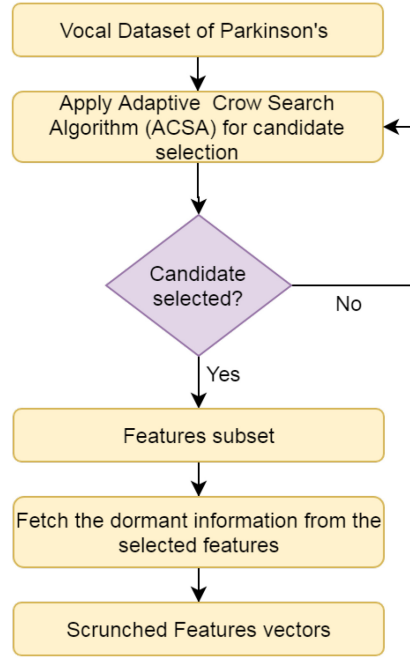 Vocal Dataset of Parkinson's
Apply Adaptive Crow Search
Algorithm (ACSA) for candidate
selection
Candidate
selected?
No
Yes
Features subset
Fetch the dormant information from the
selected features
Scrunched Features vectors